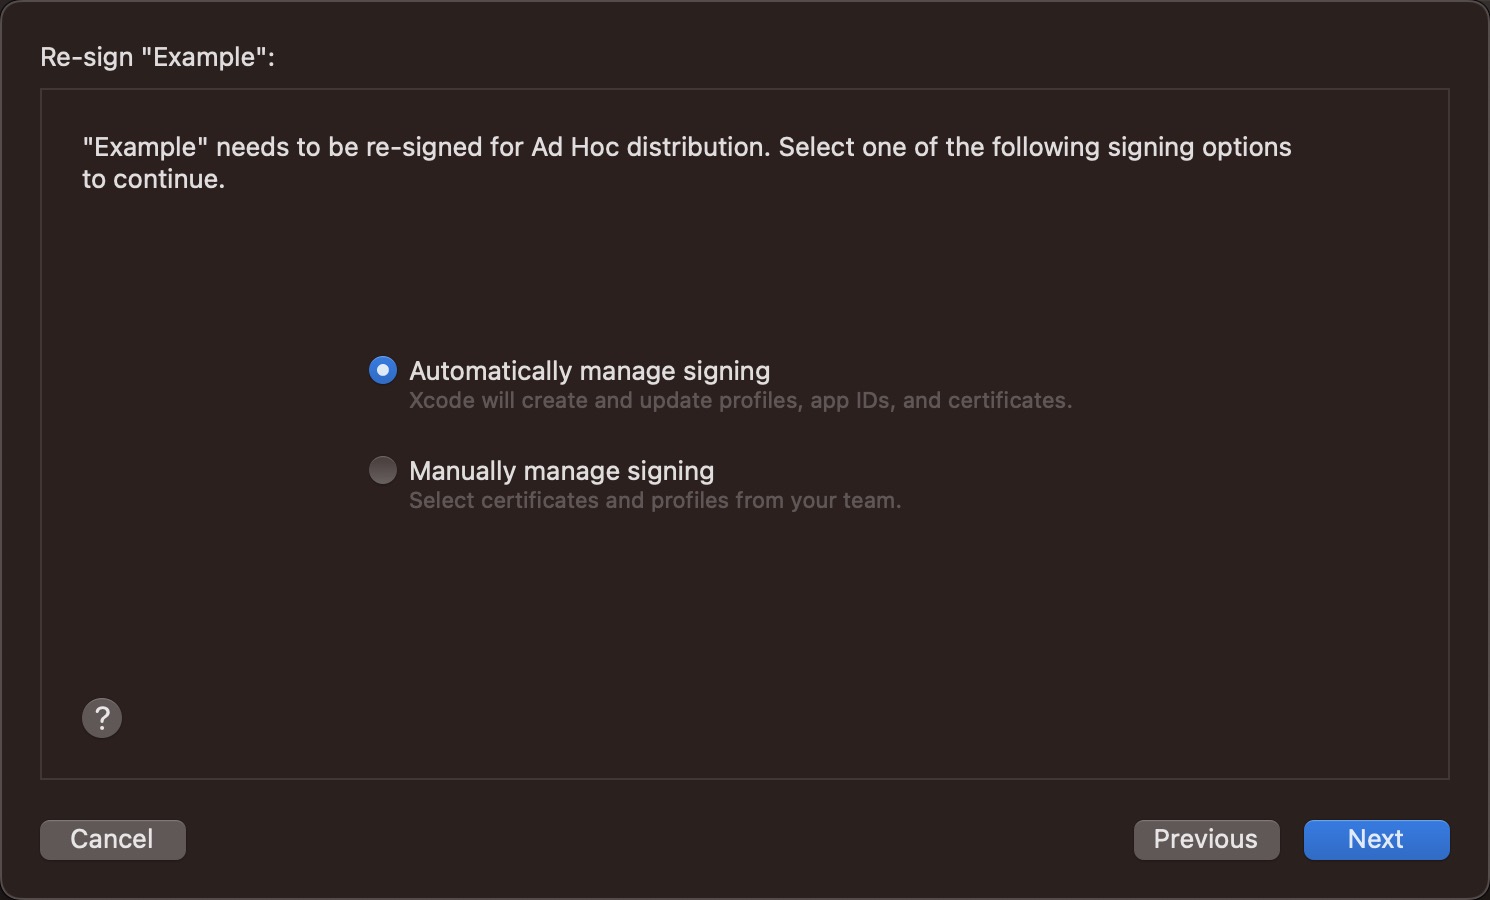 Re-sign "Example":
"Example" needs to be re-signed for Ad Hoc distribution. Select one of the following signing options
to continue.
Automatically manage signing
Xcode will create and update profiles, app IDs, and certificates.
Manually manage signing
Select certificates and profiles from your team.
?
Cancel
Previous
Next